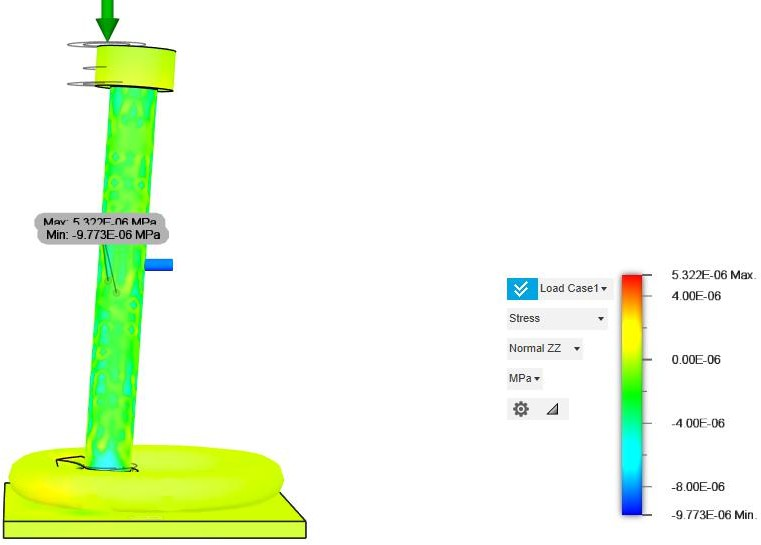 Max: 5.322E-06 MPa
Min: -9.773E-06 MPa
5.322E-06 Max.
Load Case1
4.00E-06
Stress
Normal ZZ
0.00E-06
MPa
-4.00E-06
-8.00E-06
-9.773E-06 Min.